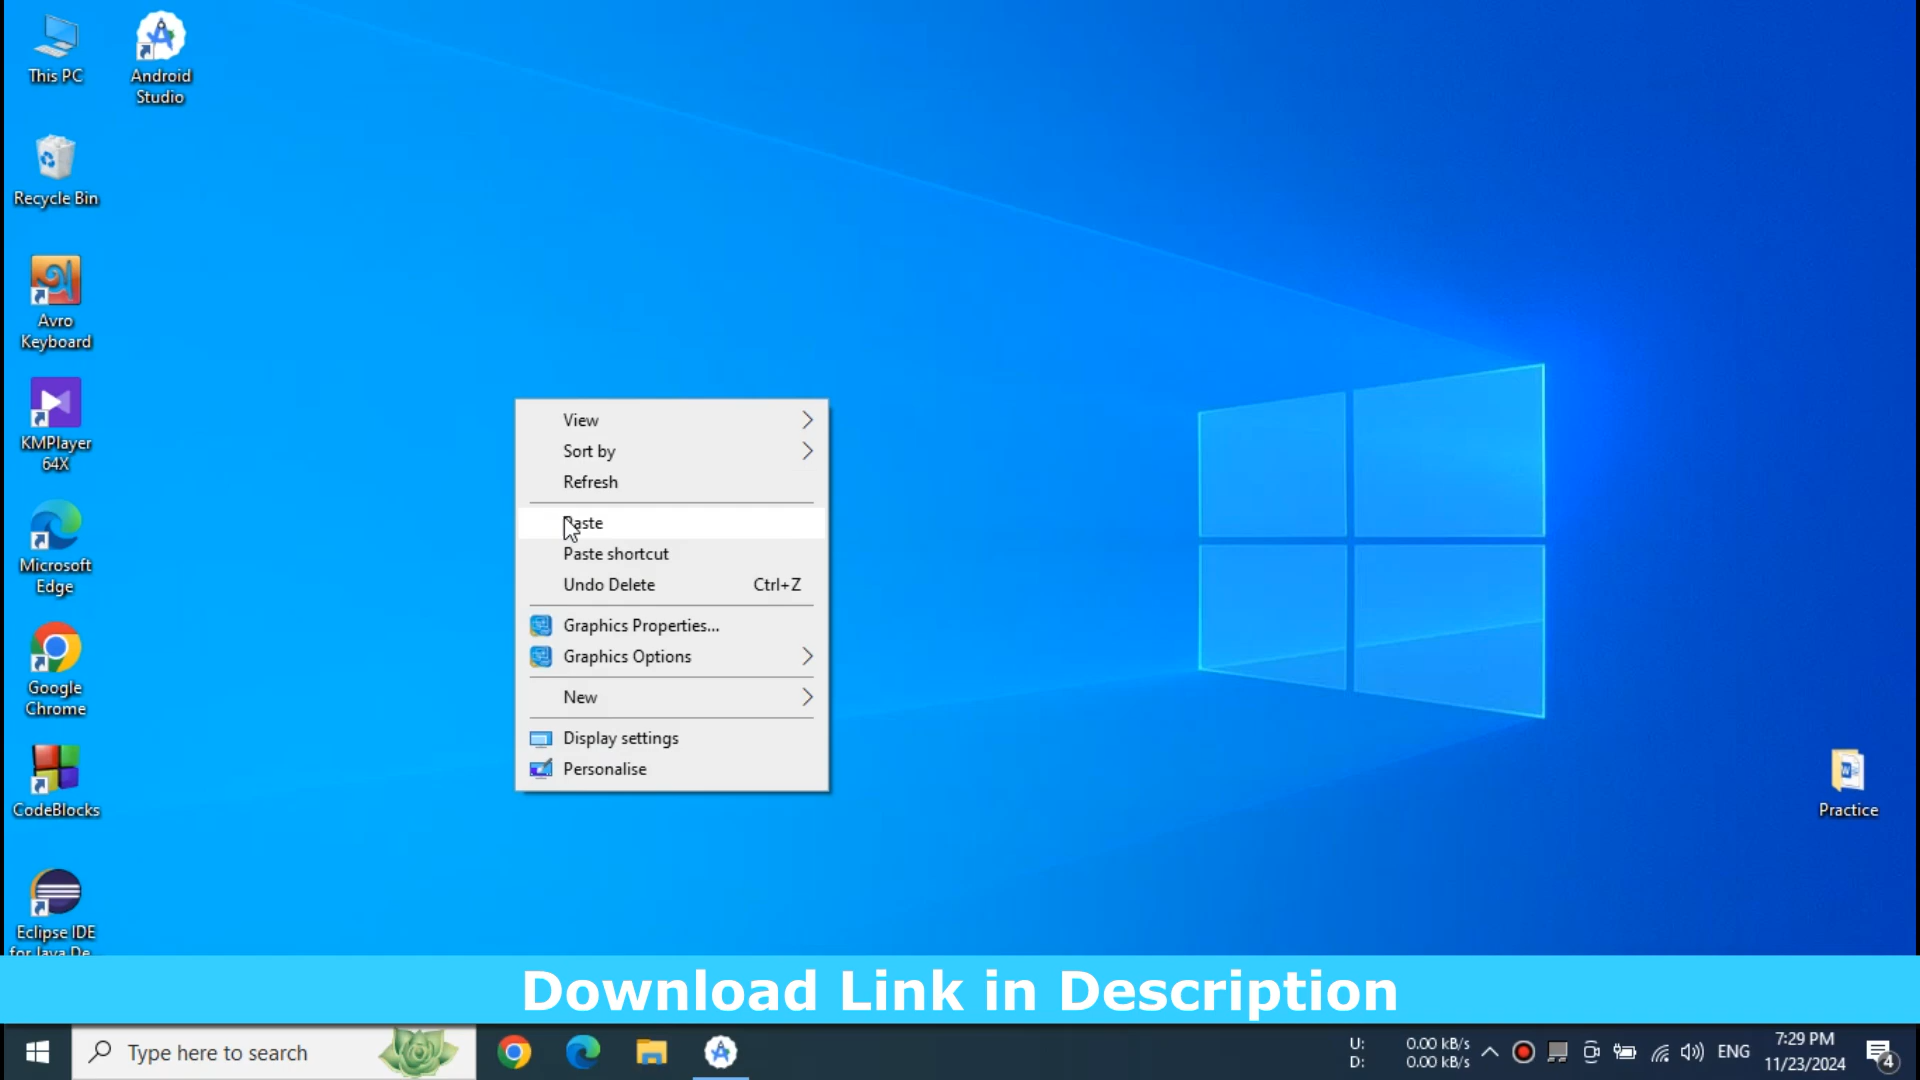 This PC
Android
Studio
Recycle Bin
Avro
Keyboard
KMPlayer
64X
Microsoft
Edge
Google
Chrome
CodeBlocks
Eclipse IDE
for Java De...
View
Sort by
Refresh
Paste
Paste shortcut
Undo Delete Ctrl+Z
Graphics Properties...
Graphics Options
New
Display settings
Personalise
Practice
Download Link in Description
Type here to search
U: 0.00 kB/s
D: 0.00 kB/s
ENG
7:29 PM
11/23/2024
4